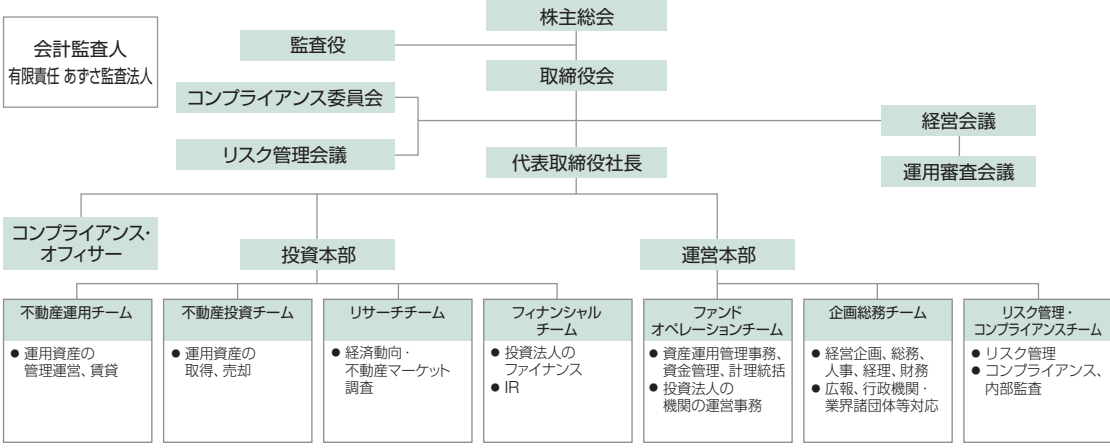 株主総会
会計監査人
有限責任 あずさ監査法人
監査役
取締役会
コンプライアンス委員会
経営会議
リスク管理会議
代表取締役社長
運用審査会議
コンプライアンス・
オフィサー
投資本部
運営本部
不動産運用チーム
● 運用資産の
管理運営、賃貸
不動産投資チーム
● 運用資産の
取得、売却
リサーチチーム
● 経済動向・
不動産マーケット
調査
フィナンシャル
チーム
● 投資法人の
ファイナンス
● IR
ファンド
オペレーションチーム
● 資産運用管理事務、
資金管理、計理統括
● 投資法人の
機関の運営事務
企画総務チーム
● 経営企画、総務、
人事、経理、財務
● 広報、行政機関・
業界諸団体等対応
リスク管理・
コンプライアンスチーム
● リスク管理
● コンプライアンス、
内部監査